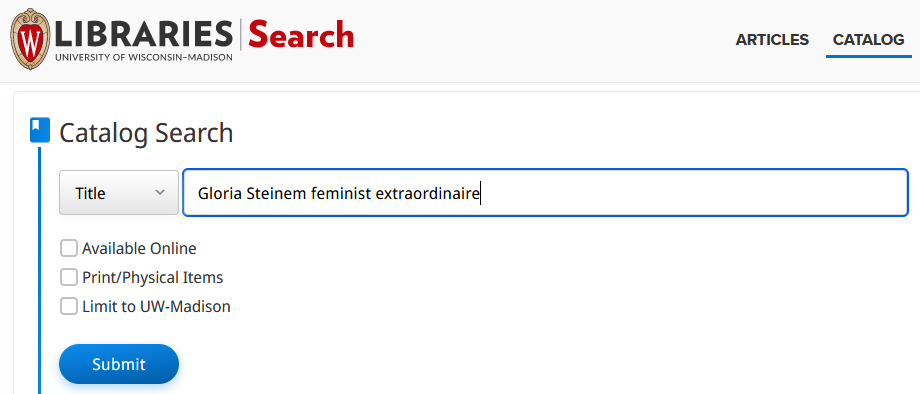 W LIBRARIES Search
UNIVERSITY OF WISCONSIN–MADISON
ARTICLES CATALOG
Catalog Search
Title Gloria Steinem feminist extraordinaire
Available Online
Print/Physical Items
Limit to UW-Madison
Submit